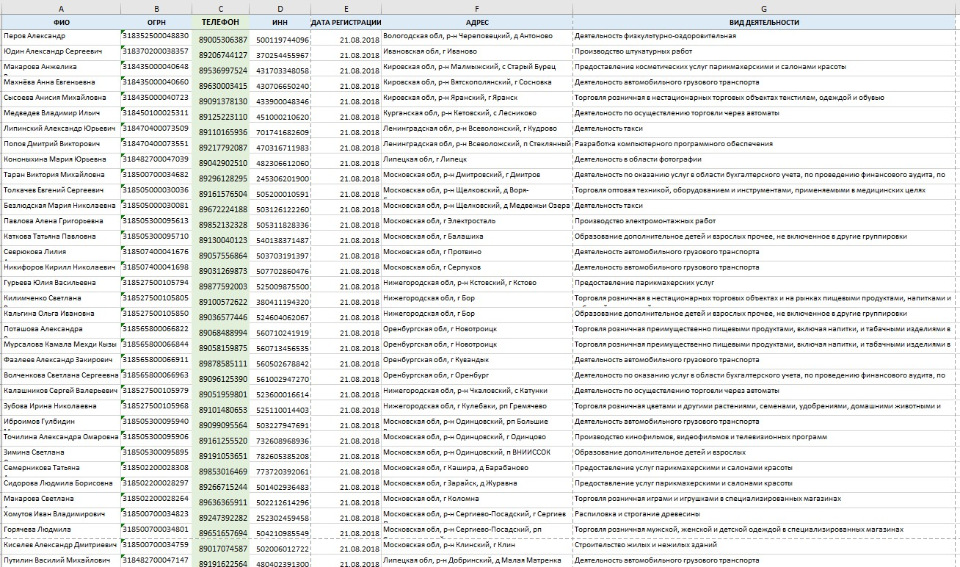 A B C D E F G
ФИО ОГРН ТЕЛЕФОН ИНН ДАТА РЕГИСТРАЦИИ АДРЕС ВИД ДЕЯТЕЛЬНОСТИ
Перов Александр 318352500048830 89005306387 500119744096 21.08.2018 Вологодская обл, р-н Череповецкий, д Антоново Деятельность физкультурно-оздоровительная
Юдин Александр Сергеевич 318370200038357 8920674412 370254455967 21.08.2018 Ивановская обл, г Иваново Производство штукатурных работ
Макарова Анжелика 318435000040648 89536997524 431703348058 21.08.2018 Кировская обл, р-н Малмыжский, с Старый Бурец Предоставление косметических услуг парикмахерскими и салонами красоты
Махнёва Анна Евгеньевна 318435000040660 89630003415 430706650240 21.08.2018 Кировская обл, р-н Вятскополянский, г Сосновка Деятельность автомобильного грузового транспорта
Сысоева Анисия Михайловна 318435000040723 89091378130 433900048346 21.08.2018 Кировская обл, р-н Яранский, г Яранск Торговля розничная в нестационарных торговых объектах текстилем, одеждой и обувью
Медведев Владимир Ильич 318450100025311 89125223110 451000210620 21.08.2018 Курганская обл, р-н Кетовский, с Лесниково Деятельность по осуществлению торговли через автоматы
Липинский Александр Юрьевич 318470400073509 89110165936 701741682609 21.08.2018 Ленинградская обл, р-н Всеволожский, г Кудрово Деятельность такси
Попов Дмитрий Викторович 318470400073551 89217792087 470316711983 21.08.2018 Ленинградская обл, р-н Всеволожский, п Стеклянный Разработка компьютерного программного обеспечения
Кононыхина Мария Юрьевна 318482700047039 89042902510 482306612060 21.08.2018 Липецкая обл, г Липецк Деятельность в области фотографии
Таран Виктория Михайловна 318500700034682 89296128295 245306201900 21.08.2018 Московская обл, р-н Дмитровский, г Дмитров Деятельность по оказанию услуг в области бухгалтерского учета, по проведению финансового аудита, по
Толкачев Евгений Сергеевич 318505000030036 89161576504 505200010591 21.08.2018 Московская обл, р-н Щелковский, д Воря- Торговля оптовая техникой, оборудованием и инструментами, применяемыми в медицинских целях
Безлюдская Мария Николаевна 318505000030081 89672224188 503126122260 21.08.2018 Московская обл, р-н Щелковский, д Медвежьи Озера Деятельность такси
Павлова Алена Григорьевна 318505300095613 89852132328 505311828336 21.08.2018 Московская обл, г Электросталь Производство электромонтажных работ
Каткова Татьяна Павловна 318505300095710 89130040123 540138371487 21.08.2018 Московская обл, г Балашиха Образование дополнительное детей и взрослых прочее, не включенное в другие группировки
Севрюкова Лилия 318507400041676 89057556864 503703191397 21.08.2018 Московская обл, г Протвино Деятельность автомобильного грузового транспорта
Никифоров Кирилл Николаевич 318507400041698 89031269873 507702860476 21.08.2018 Московская обл, г Серпухов Деятельность автомобильного грузового транспорта
Гурьева Юлия Васильевна 318527500105794 89877592003 525009875500 21.08.2018 Нижегородская обл, р-н Кстовский, г Кстово Предоставление парикмахерских услуг
Килимченко Светлана 318527500105805 89100572622 380411194320 21.08.2018 Нижегородская обл, г Бор Торговля розничная в нестационарных торговых объектах и на рынках пищевыми продуктами, напитками и
Кальгина Ольга Ивановна 318527500105850 89036577446 524604062067 21.08.2018 Нижегородская обл, г Бор Образование дополнительное детей и взрослых прочее, не включенное в другие группировки
Поташова Александра 318565800066822 89068488994 560710241919 21.08.2018 Оренбургская обл, г Новотроицк Торговля розничная преимущественно пищевыми продуктами, включая напитки, и табачными изделиями в
Мурсалова Камала Мехди Кызы 318565800066844 89058159875 560713456535 21.08.2018 Оренбургская обл, г Новотроицк Торговля розничная преимущественно пищевыми продуктами, включая напитки, и табачными изделиями в
Фазлеев Александр Закирович 318565800066911 89878585111 560502678842 21.08.2018 Оренбургская обл, г Кувандык Деятельность автомобильного грузового транспорта
Волченкова Светлана Сергеевна 318565800066963 89096125390 561002947270 21.08.2018 Оренбургская обл, г Оренбург Деятельность по оказанию услуг в области бухгалтерского учета, по проведению финансового аудита, по
Калашников Сергей Валереевич 318527500105979 89051959801 523600016614 21.08.2018 Нижегородская обл, р-н Чкаловский, с Катунки Деятельность по осуществлению торговли через автоматы
Зубова Ирина Николаевна 318527500105968 89101480653 525110014403 21.08.2018 Нижегородская обл, г Кулебаки, рп Гремячево Торговля розничная цветами и другими растениями, семенами, удобрениями, домашними животными и
Иброимов Гулбидин 318505300095940 89099095564 503227947691 21.08.2018 Московская обл, р-н Одинцовский, рп Большие Деятельность автомобильного грузового транспорта
Точилина Александра Омаровна 318505300095906 89161255520 732608968936 21.08.2018 Московская обл, р-н Одинцовский, г Одинцово Производство кинофильмов, видеофильмов и телевизионных программ
Зимина Светлана 318505300095895 89191053651 782605385208 21.08.2018 Московская обл, р-н Одинцовский, п ВНИИССОК Образование дополнительное детей и взрослых
Семерникова Татьяна 318502200028308 89853016469 773720392061 21.08.2018 Московская обл, г Кашира, д Барабаново Предоставление услуг парикмахерскими и салонами красоты
Сидорова Людмила Борисовна 318502200028297 89266715244 501402936483 21.08.2018 Московская обл, г Зарайск, д Журавна Предоставление услуг парикмахерскими и салонами красоты
Макарова Светлана 318502200028264 89636365911 502212614296 21.08.2018 Московская обл, г Коломна Торговля розничная играми и игрушками в специализированных магазинах
Хомутов Иван Владимирович 318500700034823 89247392282 252302459458 21.08.2018 Московская обл, р-н Сергиево-Посадский, г Сергиев Распиловка и строгание древесины
Горячева Людмила 318500700034801 89651657694 504210985549 21.08.2018 Московская обл, р-н Сергиево-Посадский, рп Торговля розничная мужской, женской и детской одеждой в специализированных магазинах
Киселев Александр Дмитриевич 318500700034759 89017074587 502006012722 21.08.2018 Московская обл, р-н Клинский, г Клин Строительство жилых и нежилых зданий
Путилин Василий Михайлович 318482700047147 89191622564 480402391300 21.08.2018 Липецкая обл, р-н Добринский, д Малая Матренка Деятельность автомобильного грузового транспорта